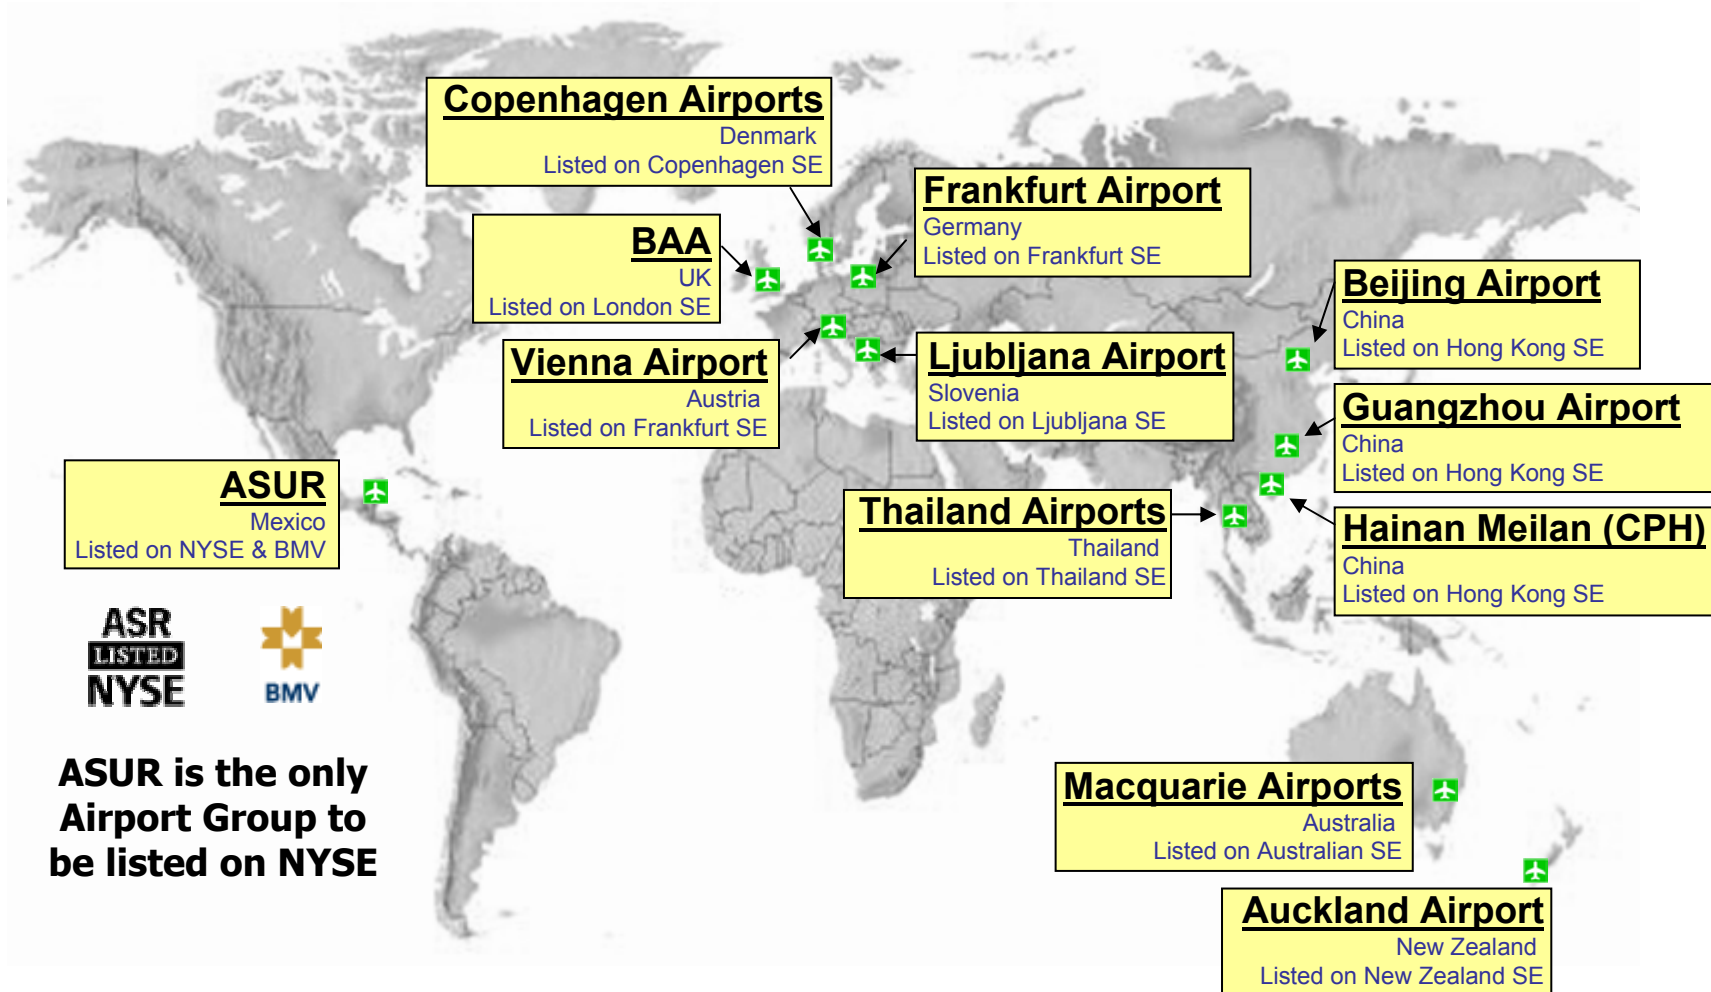 Copenhagen Airports
Denmark
Listed on Copenhagen SE
Frankfurt Airport
Germany
Listed on Frankfurt SE
BAA
UK
Listed on London SE
Beijing Airport
China
Listed on Hong Kong SE
Vienna Airport
Austria
Listed on Frankfurt SE
Ljubljana Airport
Slovenia
Listed on Ljubljana SE
Guangzhou Airport
China
Listed on Hong Kong SE
ASUR
Mexico
Listed on NYSE & BMV
Thailand Airports
Thailand
Listed on Thailand SE
Hainan Meilan (CPH)
China
Listed on Hong Kong SE
ASR
LISTED
NYSE
BMV
ASUR is the only
Airport Group to
be listed on NYSE
Macquarie Airports
Australia
Listed on Australian SE
Auckland Airport
New Zealand
Listed on New Zealand SE